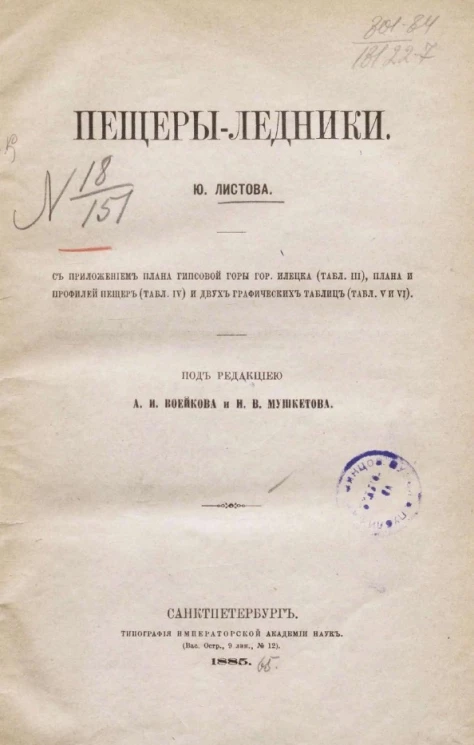 801-84
18122-7
ПЕЩЕРЫ-ЛЕДНИКИ.
N 18/151
Ю. ЛИСТОВА.
СЪ ПРИЛОЖЕНІЕМЪ ПЛАНА ГИПСОВОЙ ГОРЫ ГОР. ИЛЕЦКА (ТАБЛ. III), ПЛАНА И
ПРОФИЛЕЙ ПЕЩЕРЪ (ТАБЛ. IV) И ДВУХЪ ГРАФИЧЕСКИХЪ ТАБЛИЦЪ (ТАБЛ. V И VI).
ПОДЪ РЕДАКЦІЕЮ
А. И. ВОЕЙКОВА и И. В. МУШКЕТОВА.
САНКТПЕТЕРБУРГЪ.
ТИПОГРАФІЯ ИМПЕРАТОРСКОЙ АКАДЕМІИ НАУКЪ.
(Вас. Остр., 9 лин., № 12).
1885.